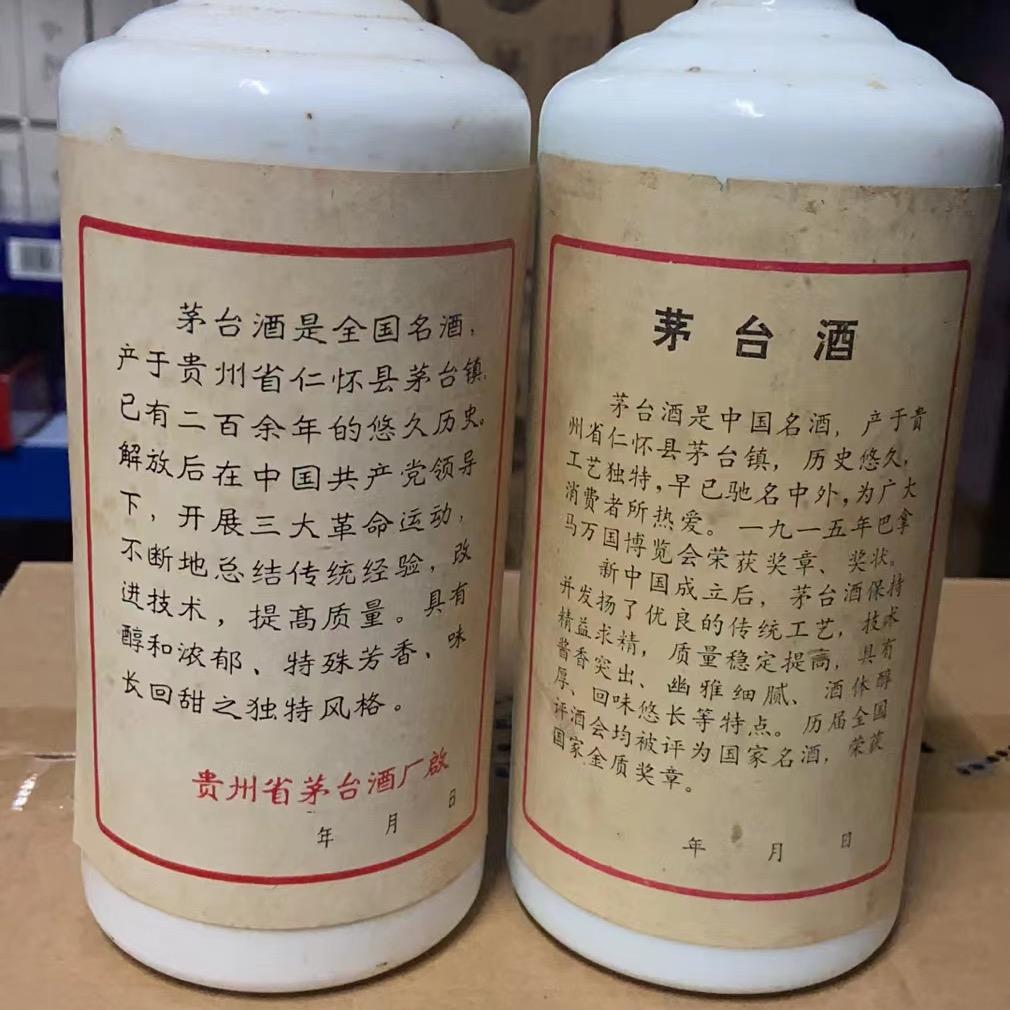 茅台酒是全国名酒，
产于贵州省仁怀县茅台镇，
已有二百余年的悠久历史。
解放后在中国共产党领导
下，开展三大革命运动，
不断地总结传统经验，改
进技术，提高质量。具有
醇和浓郁、特殊芳香、味
长回甜之独特风格。
贵州省茅台酒厂啟
年 月 日
茅台酒
茅台酒是中国名酒，产于贵
州省仁怀县茅台镇，历史悠久，
工艺独特，早已驰名中外，为广大
消费者所热爱。一九一五年巴拿
马万国博览会荣获奖章、奖状。
新中国成立后，茅台酒保持
并发扬了优良的传统工艺，技术
精益求精，质量稳定提高，具有
酱香突出、幽雅细腻、酒体醇
厚、回味悠长等特点。历届全国
评酒会均被评为国家名酒，荣获
国家金质奖章。
年 月 日